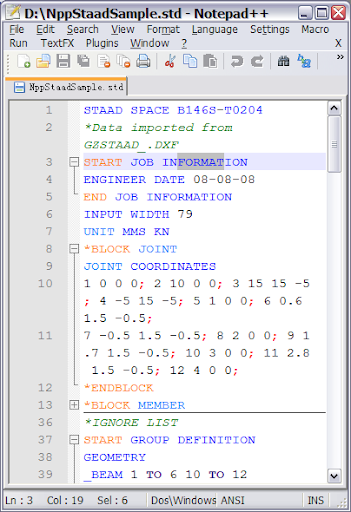 D:\NppStaadSample.std - Notepad++
File Edit Search View Format Language Settings Macro
Run TextFX Plugins Window ? X
NppStaadSample.std
1 STAAD SPACE B146S-T0204
2 *Data imported from
GZSTAAD_.DXF
3 START JOB INFORMATION
4 ENGINEER DATE 08-08-08
5 END JOB INFORMATION
6 INPUT WIDTH 79
7 UNIT MMS KN
8 *BLOCK JOINT
9 JOINT COORDINATES
10 1 0 0 0; 2 10 0 0; 3 15 15 -5
; 4 -5 15 -5; 5 1 0 0; 6 0.6
1.5 -0.5;
11 7 -0.5 1.5 -0.5; 8 2 0 0; 9 1
.7 1.5 -0.5; 10 3 0 0; 11 2.8
1.5 -0.5; 12 4 0 0;
12 *ENDBLOCK
13 *BLOCK MEMBER
36 *IGNORE LIST
37 START GROUP DEFINITION
38 GEOMETRY
39 _BEAM 1 TO 6 10 TO 12
Ln : 3 Col : 19 Sel : 6 Dos\Windows ANSI INS